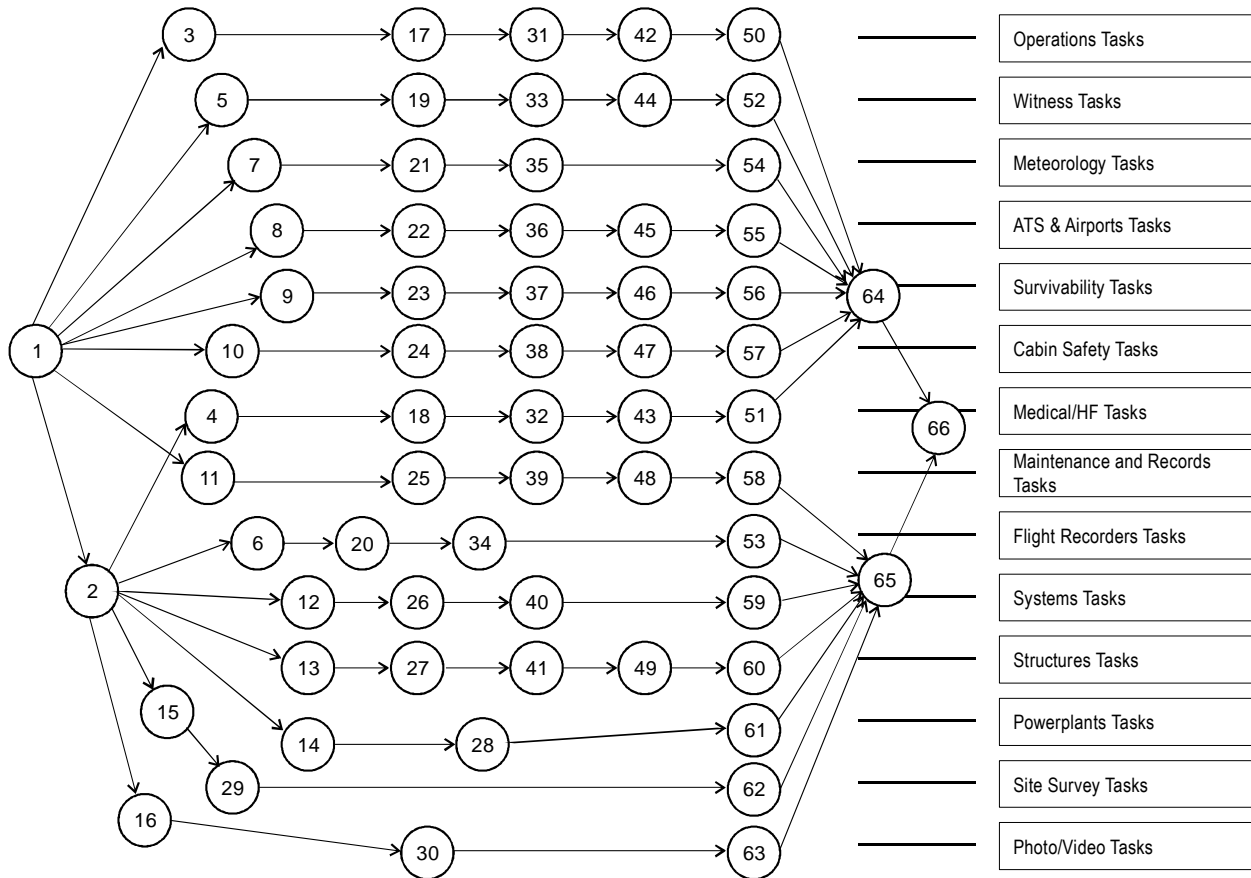 3 17 31 42 50 Operations Tasks
5 19 33 44 52 Witness Tasks
7 21 35 54 Meteorology Tasks
8 22 36 45 55 ATS & Airports Tasks
9 23 37 46 56 64 Survivability Tasks
1 10 24 38 47 57 Cabin Safety Tasks
4 18 32 43 51 66 Medical/HF Tasks
11 25 39 48 58 Maintenance and Records
Tasks
6 20 34 53 Flight Recorders Tasks
2 12 26 40 59 65 Systems Tasks
13 27 41 49 60 Structures Tasks
15 14 28 61 Powerplants Tasks
29 62 Site Survey Tasks
16 30 63 Photo/Video Tasks